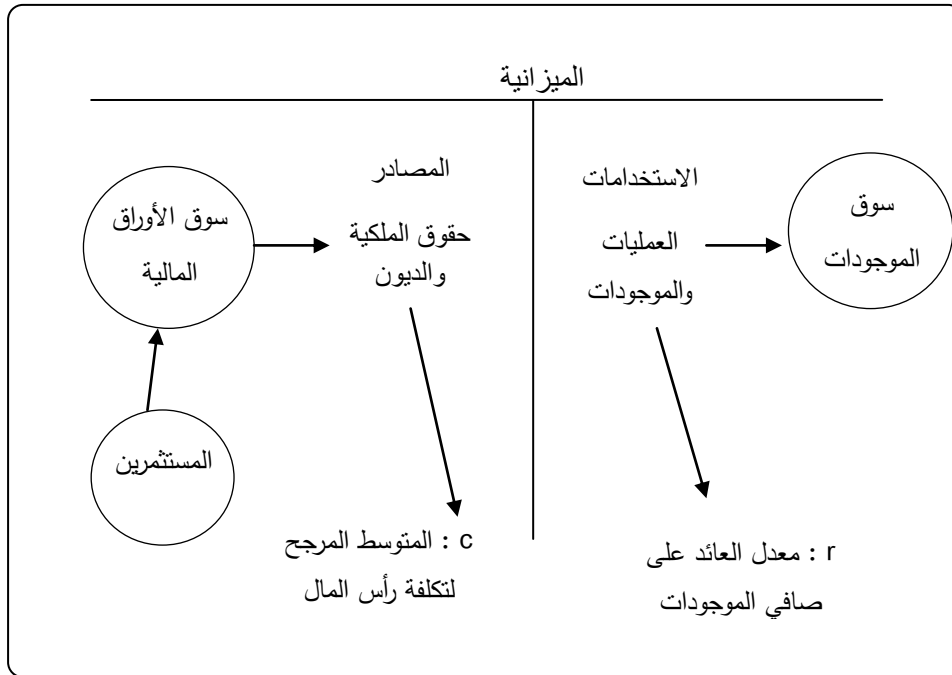 الميزانية
الاستخدامات
العمليات
والموجودات
سوق
الموجودات
r : معدل العائد على
صافي الموجودات
المصادر
حقوق الملكية
والديون
سوق الأوراق
المالية
المستثمرين
c : المتوسط المرجح
لتكلفة رأس المال